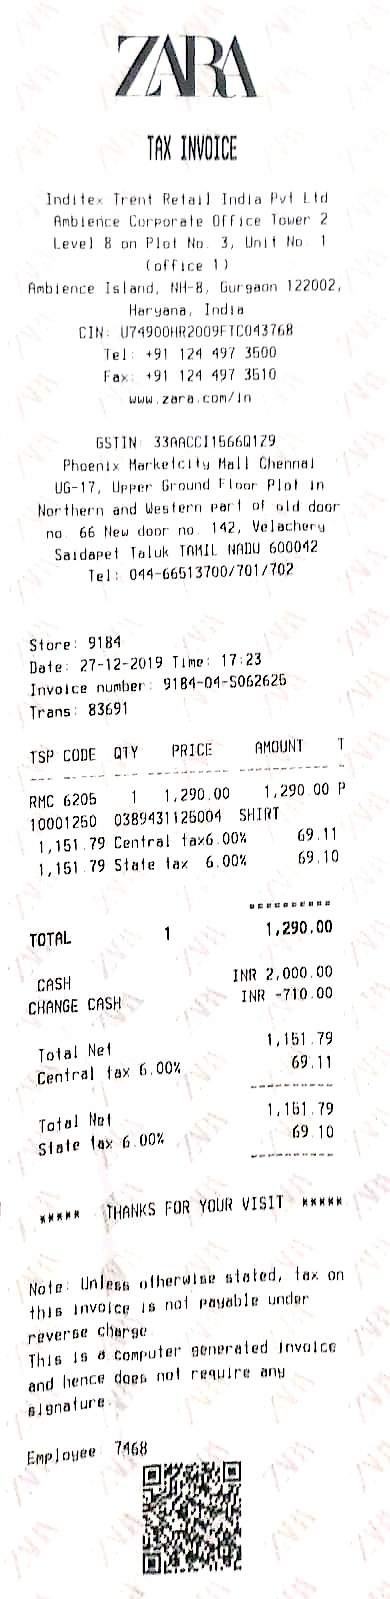 ZARA
TAX INVOICE
Inditex Trent Retail India Pvt Ltd
Ambience Corporate Office Tower 2
Level 8 on Plot No. 3, Unit No. 1
(office 1)
Ambience Island, NH-8, Gurgaon 122002,
Haryana, India
CIN: U74900HR2009FTC043768
Tel: +91 124 497 3500
Fax: +91 124 497 3510
www.zara.com/in
GSTIN: 33AACCI1566Q1Z9
Phoenix Marketcity Mall Chennai
UG-17, Upper Ground Floor Plot in
Northern and Western part of old door
no. 66 New door no. 142, Velachery
Saidapet Taluk TAMIL NADU 600042
Tel: 044-66513700/701/702
Store: 9184
Date: 27-12-2019 Time: 17:23
Invoice number: 9184-04-S062625
Trans: 83691
TSP CODE QTY PRICE AMOUNT T
RMC 6205 1 1,290.00 1,290.00 P
10001250 0389431125004 SHIRT
1,151.79 Central tax6.00% 69.11
1,151.79 State tax 6.00% 69.10
==========
TOTAL 1 1,290.00
CASH INR 2,000.00
CHANGE CASH INR -710.00
Total Net 1,151.79
Central tax 6.00% 69.11
----------
Total Net 1,151.79
State tax 6.00% 69.10
----------
***** THANKS FOR YOUR VISIT *****
Note: Unless otherwise stated, tax on
this invoice is not payable under
reverse charge.
This is a computer generated invoice
and hence does not require any
signature.
Employee: 7468